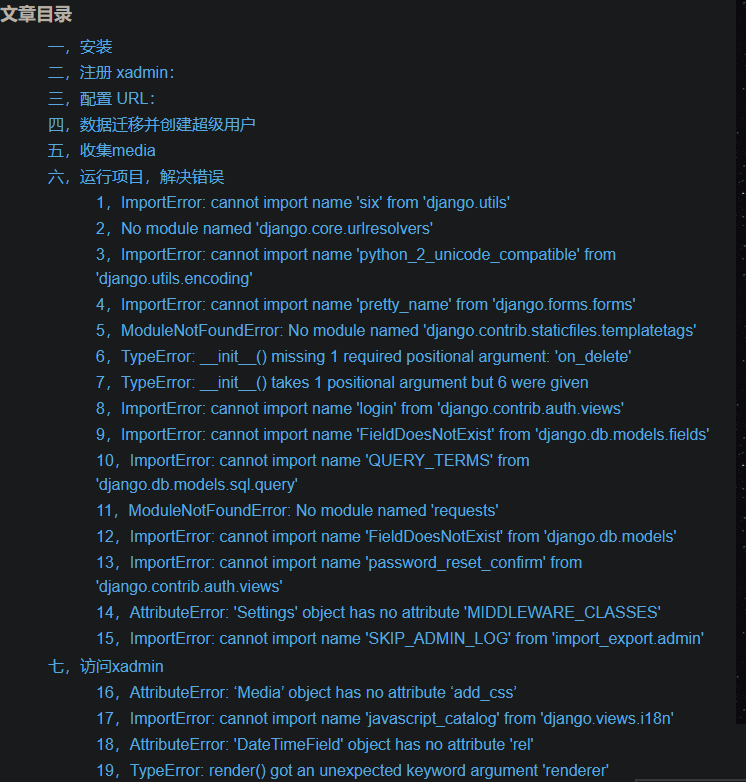 文章目录
一，安装
二，注册 xadmin：
三，配置 URL：
四，数据迁移并创建超级用户
五，收集media
六，运行项目，解决错误
1，ImportError: cannot import name 'six' from 'django.utils'
2，No module named 'django.core.urlresolvers'
3，ImportError: cannot import name 'python_2_unicode_compatible' from
'django.utils.encoding'
4，ImportError: cannot import name 'pretty_name' from 'django.forms.forms'
5，ModuleNotFoundError: No module named 'django.contrib.staticfiles.templatetags'
6，TypeError: __init__() missing 1 required positional argument: 'on_delete'
7，TypeError: __init__() takes 1 positional argument but 6 were given
8，ImportError: cannot import name 'login' from 'django.contrib.auth.views'
9，ImportError: cannot import name 'FieldDoesNotExist' from 'django.db.models.fields'
10，ImportError: cannot import name 'QUERY_TERMS' from
'django.db.models.sql.query'
11，ModuleNotFoundError: No module named 'requests'
12，ImportError: cannot import name 'FieldDoesNotExist' from 'django.db.models'
13，ImportError: cannot import name 'password_reset_confirm' from
'django.contrib.auth.views'
14，AttributeError: 'Settings' object has no attribute 'MIDDLEWARE_CLASSES'
15，ImportError: cannot import name 'SKIP_ADMIN_LOG' from 'import_export.admin'
七，访问xadmin
16，AttributeError: ‘Media’ object has no attribute ‘add_css’
17，ImportError: cannot import name 'javascript_catalog' from 'django.views.i18n'
18，AttributeError: 'DateTimeField' object has no attribute 'rel'
19，TypeError: render() got an unexpected keyword argument 'renderer'